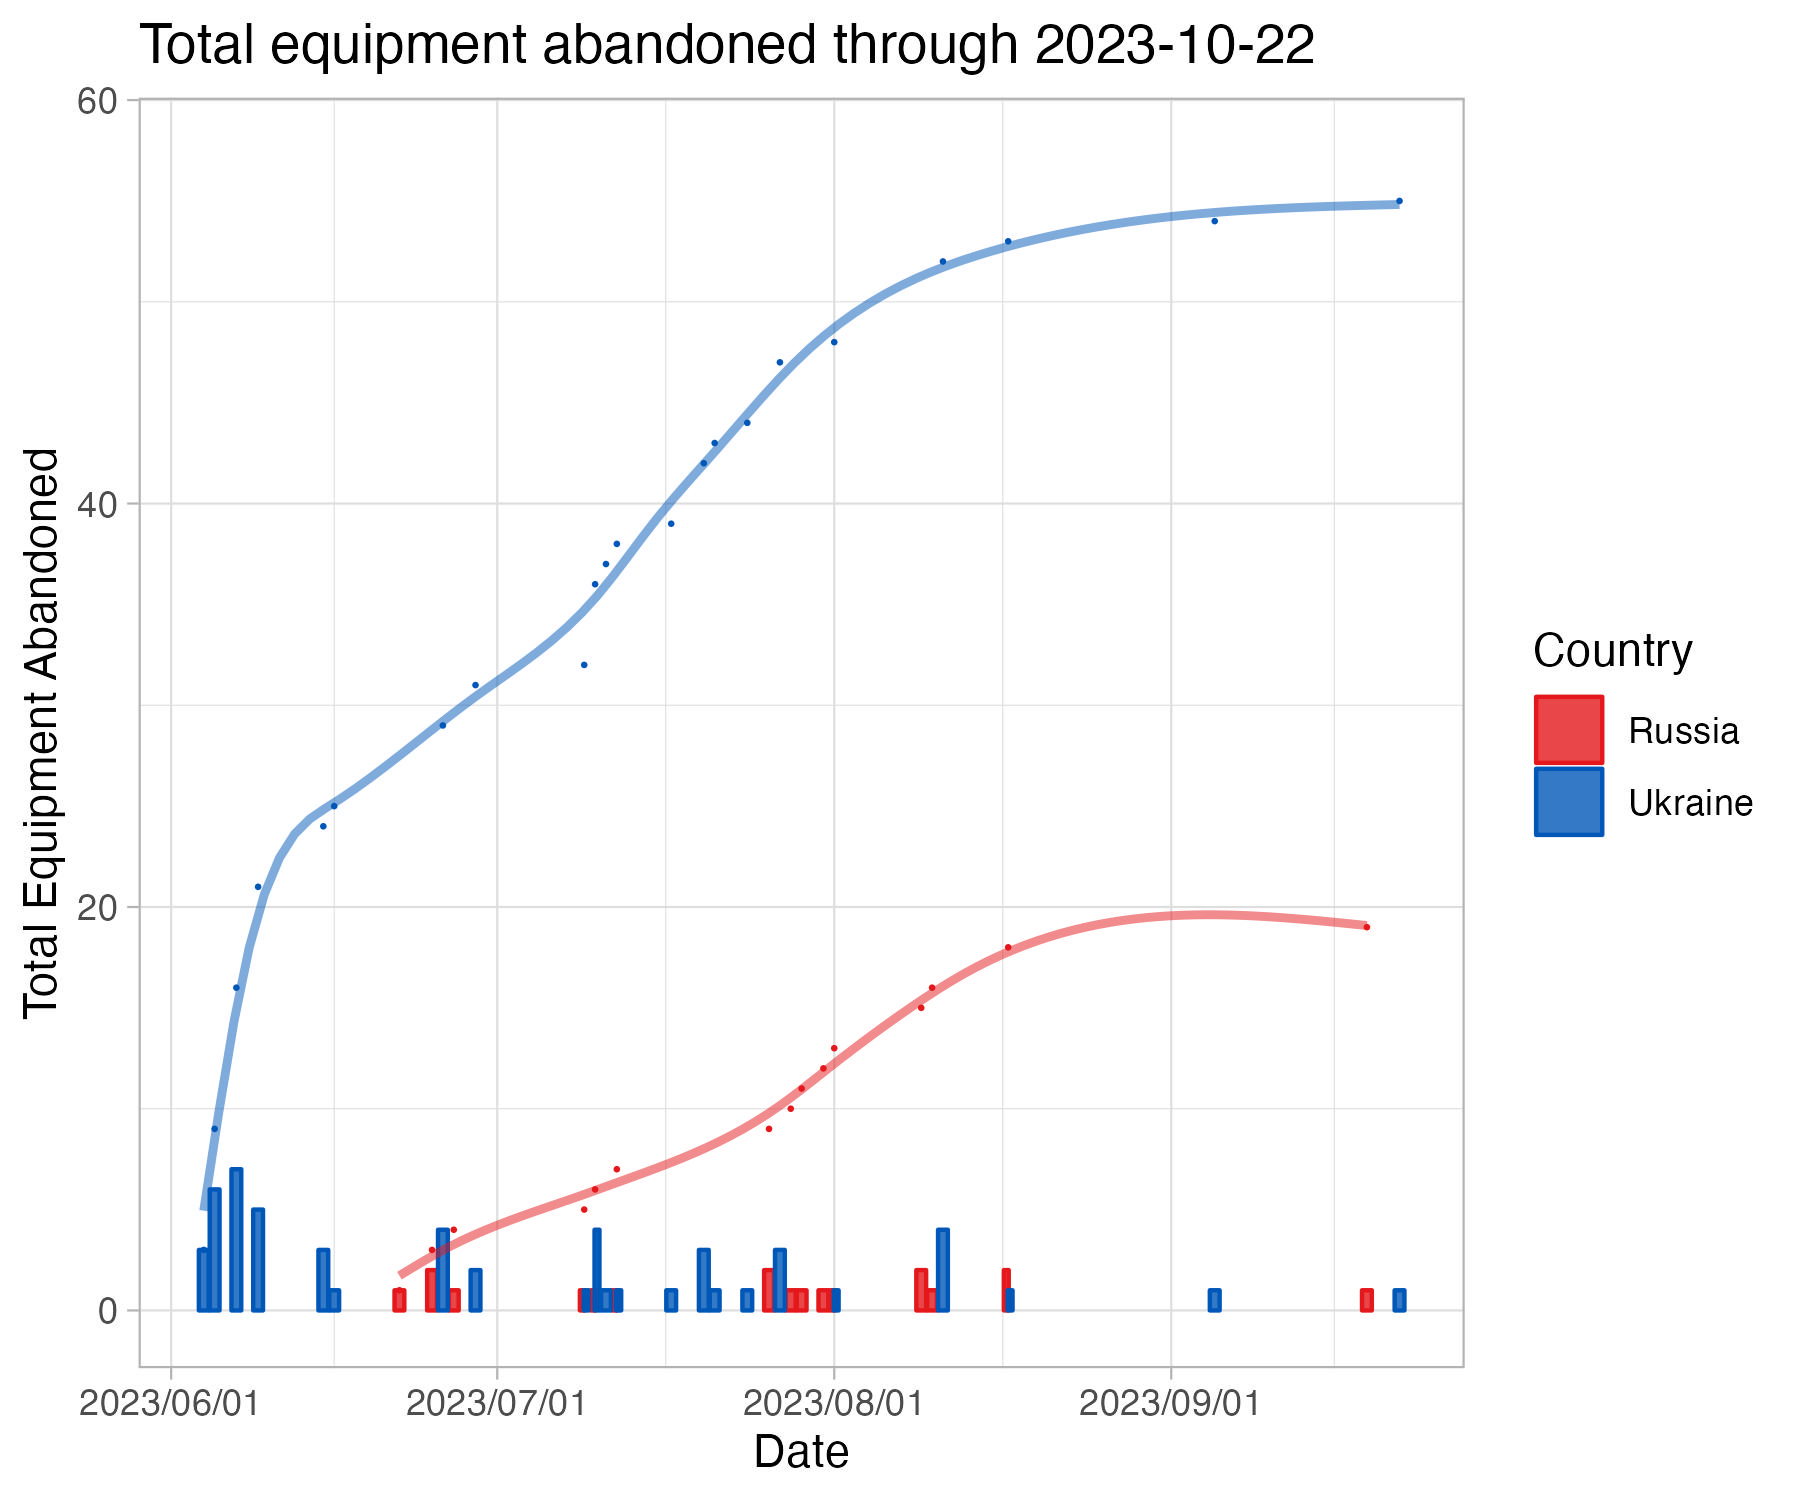 Total equipment abandoned through 2023-10-22
Total Equipment Abandoned
60
40
20
0
2023/06/01
2023/07/01
2023/08/01
2023/09/01
Date
Country
Russia
Ukraine